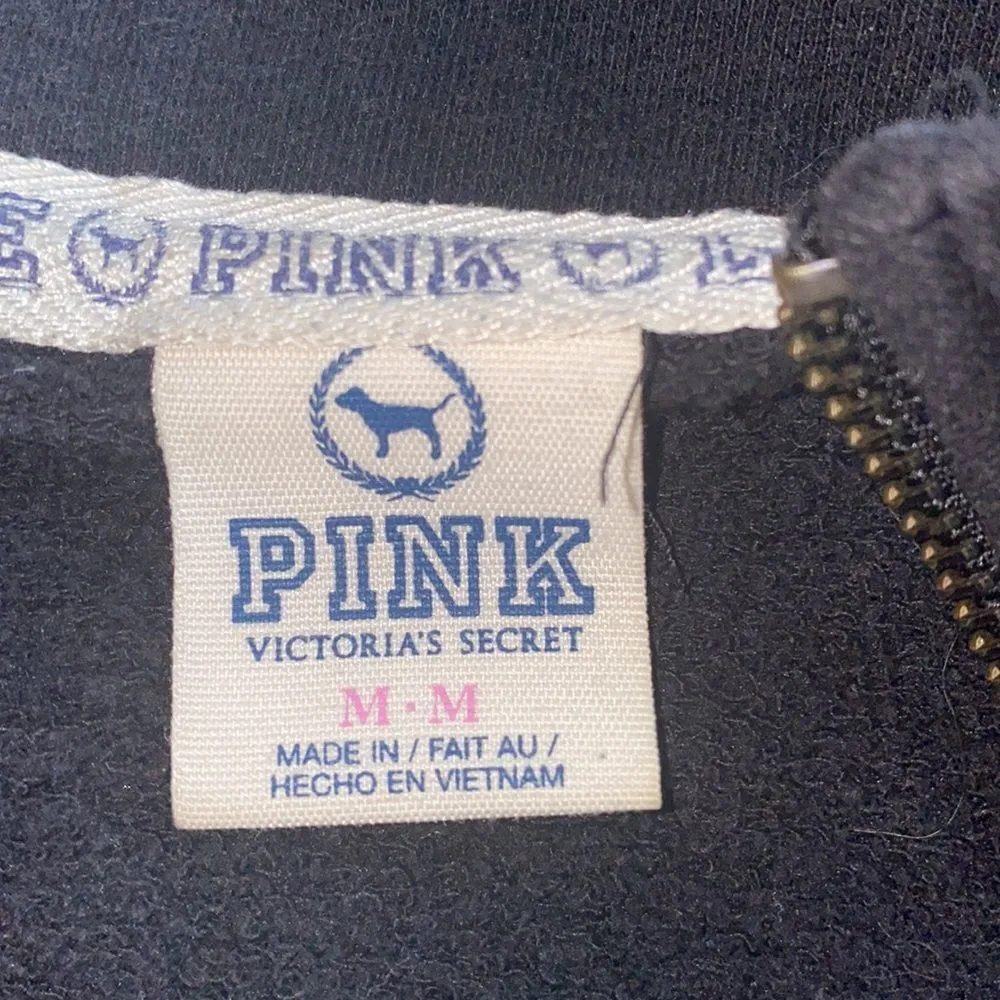 PINK
PINK
VICTORIA'S SECRET
M · M
MADE IN / FAIT AU /
HECHO EN VIETNAM